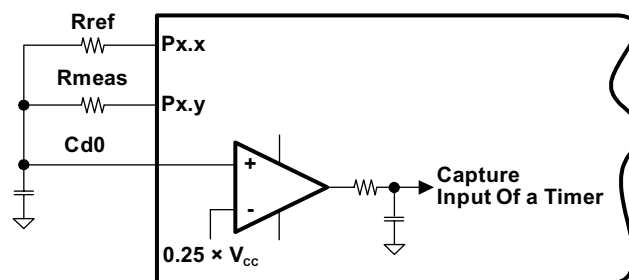 Rref
Px.x
Rmeas
Px.y
Cd0
+
-
Capture
Input Of a Timer
0.25 × Vcc